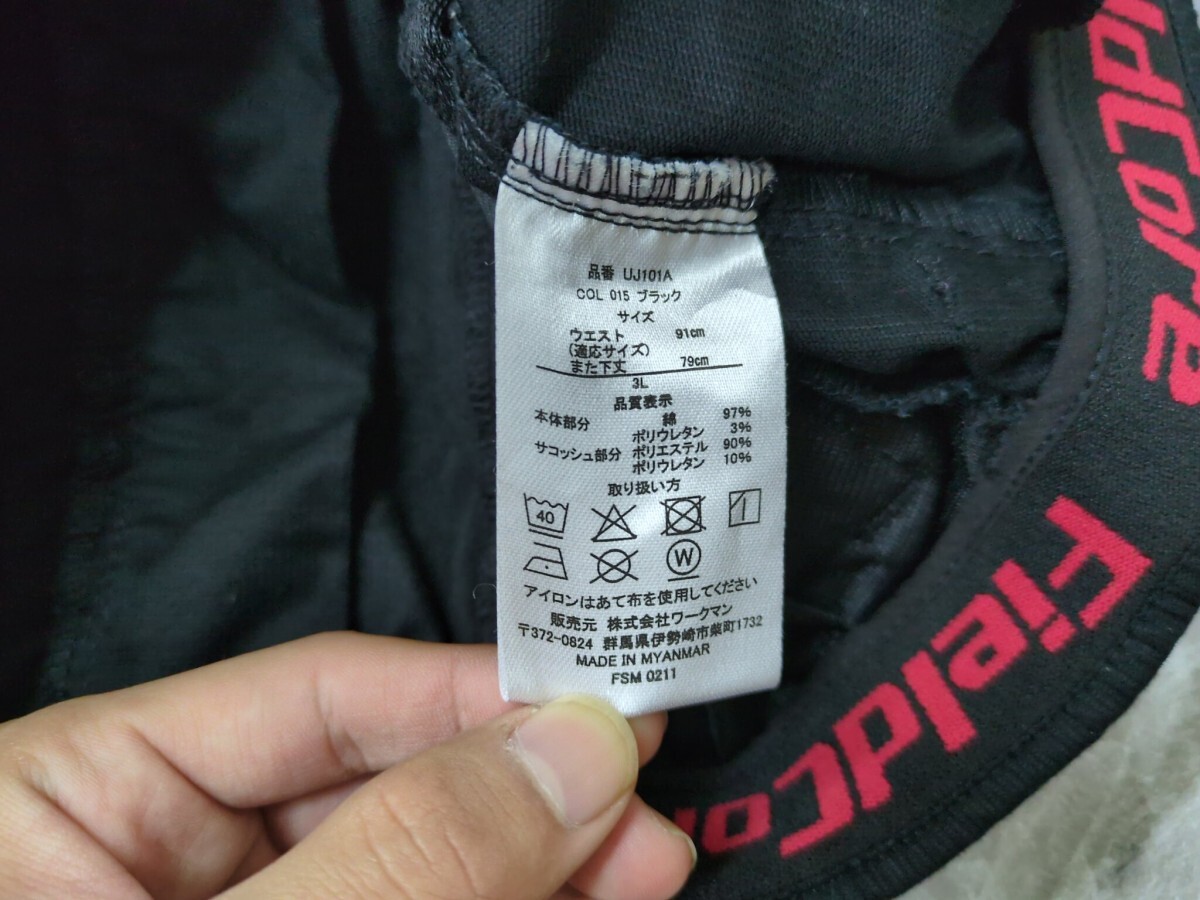 品番 UJ101A
COL 015 ブラック
サイズ
ウエスト 91cm
(適応サイズ)
また下丈 79cm
3L
品質表示
本体部分 綿 97%
ポリウレタン 3%
サコッシュ部分 ポリエステル 90%
ポリウレタン 10%
取り扱い方
40
W
アイロンはあて布を使用してください
販売元 株式会社ワークマン
〒372-0824 群馬県伊勢崎市柴町1732
MADE IN MYANMAR
FSM 0211
ieldCore
FieldCor